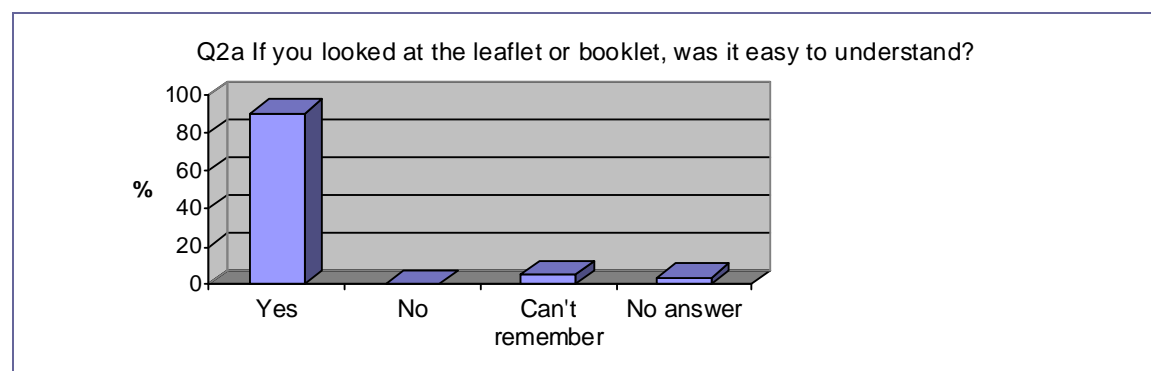 Q2a If you looked at the leaflet or booklet, was it easy to understand?
100
80
60
40
20
0
%
Yes
No
Can't
remember
No answer